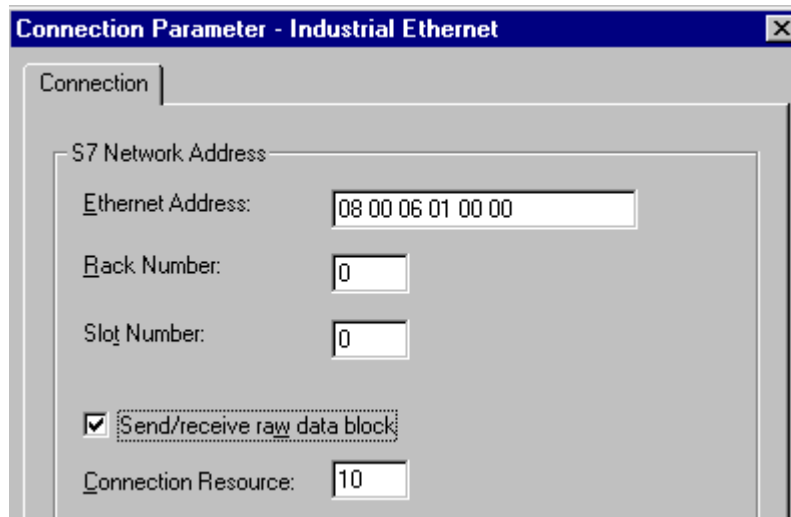 Connection Parameter - Industrial Ethernet
Connection
S7 Network Address
Ethernet Address: 08 00 06 01 00 00
Rack Number: 0
Slot Number: 0
Send/receive raw data block
Connection Resource: 10